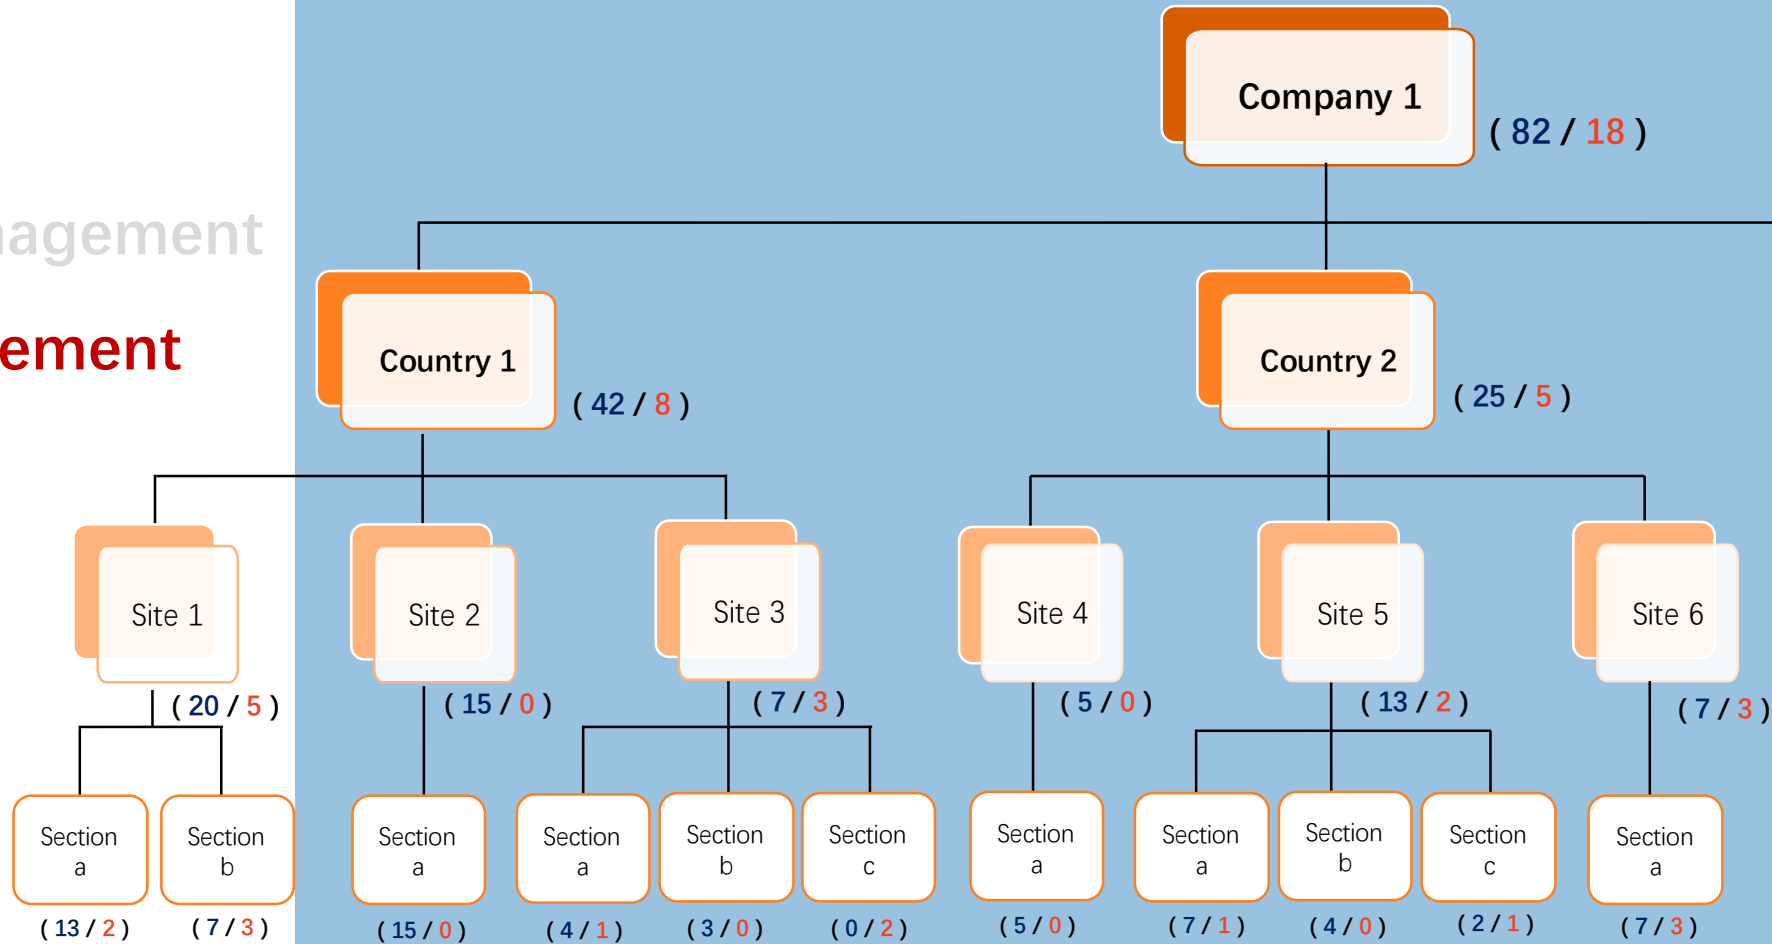 Company 1
( 82 / 18 )
nagement
ement
Country 1
( 42 / 8 )
Country 2
( 25 / 5 )
Site 1
( 20 / 5 )
Site 2
( 15 / 0 )
Site 3
( 7 / 3 )
Site 4
( 5 / 0 )
Site 5
( 13 / 2 )
Site 6
( 7 / 3 )
Section
a
( 13 / 2 )
Section
b
( 7 / 3 )
Section
a
( 15 / 0 )
Section
a
( 4 / 1 )
Section
b
( 3 / 0 )
Section
c
( 0 / 2 )
Section
a
( 5 / 0 )
Section
a
( 7 / 1 )
Section
b
( 4 / 0 )
Section
c
( 2 / 1 )
Section
a
( 7 / 3 )